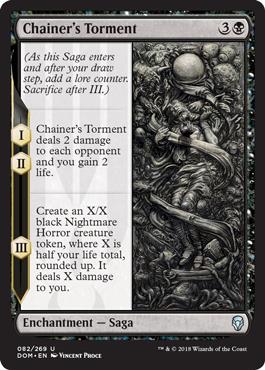 Chainer's Torment 3
(As this Saga enters
and after your draw
step, add a lore counter.
Sacrifice after III.)
I
II
Chainer's Torment
deals 2 damage
to each opponent
and you gain 2
life.
III
Create an X/X
black Nightmare
Horror creature
token, where X is
half your life total,
rounded up. It
deals X damage
to you.
Enchantment — Saga
082/269 U
DOM • EN VINCENT PROCE
™ & © 2018 Wizards of the Coast